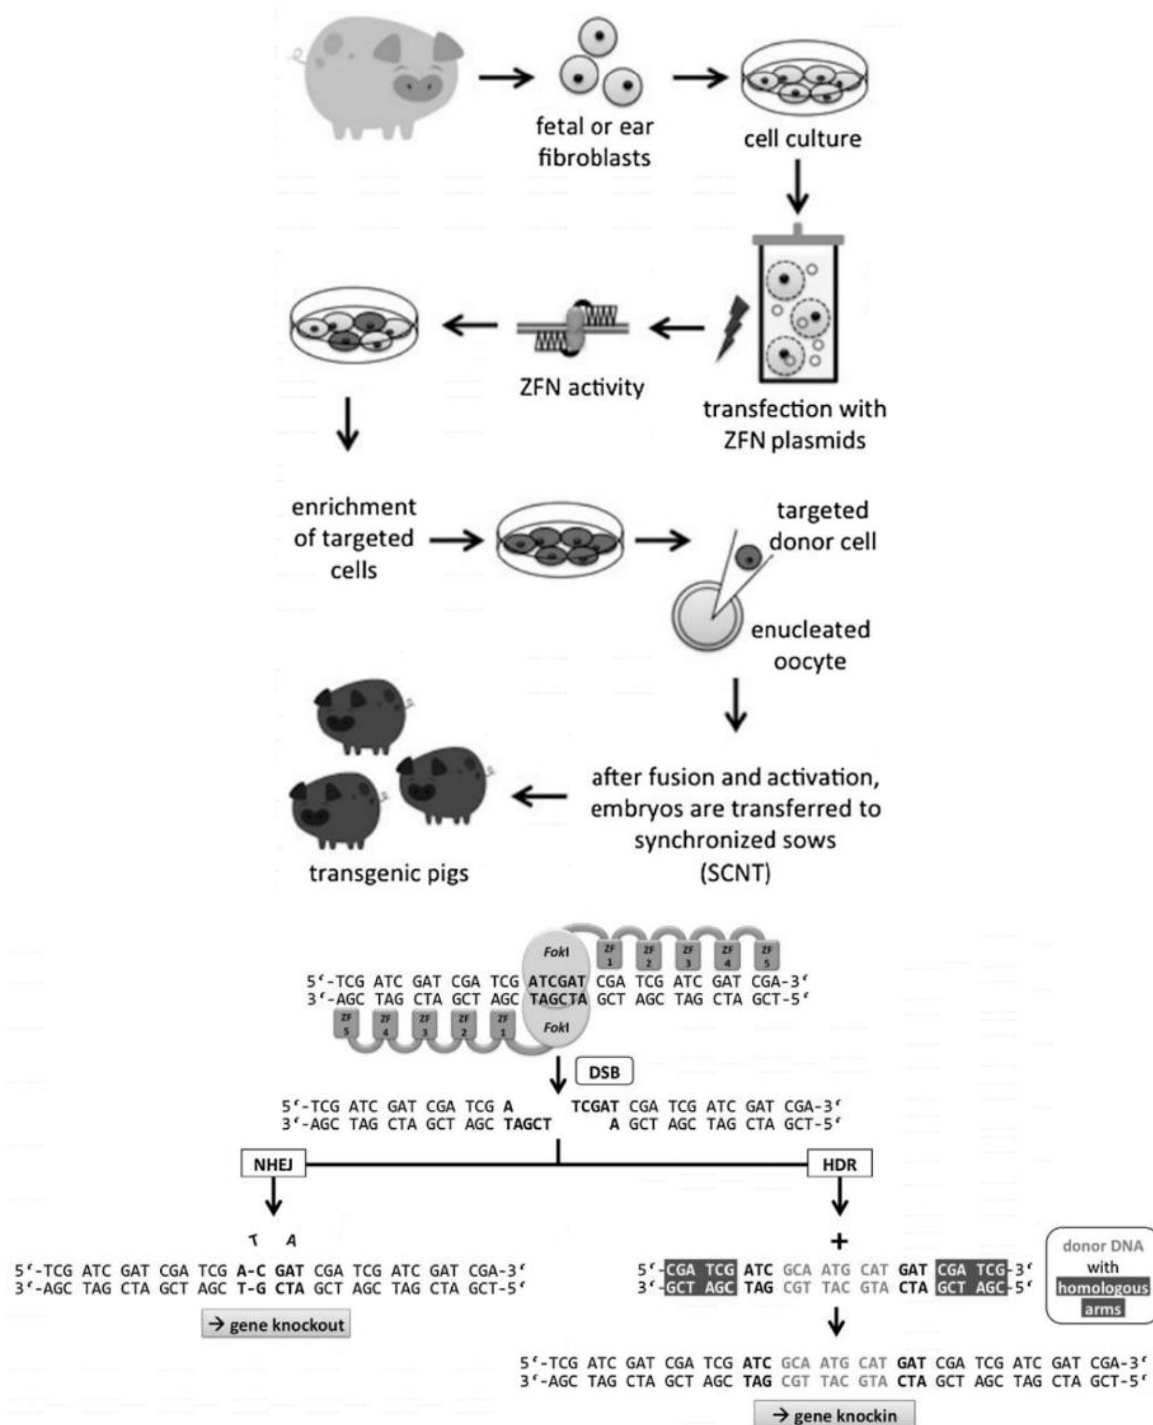 fetal or ear
fibroblasts
cell culture
ZFN activity
transfection with
ZFN plasmids
enrichment
of targeted
cells
targeted
donor cell
enucleated
oocyte
after fusion and activation,
embryos are transferred to
synchronized sows
(SCNT)
transgenic pigs
FokI
ZF 1 ZF 2 ZF 3 ZF 4 ZF 5
5‘-TCG ATC GAT CGA TCG ATCGAT CGA TCG ATC GAT CGA-3‘
3‘-AGC TAG CTA GCT AGC TAGCTA GCT AGC TAG CTA GCT-5‘
ZF 5 ZF 4 ZF 3 ZF 2 ZF 1
FokI
DSB
5‘-TCG ATC GAT CGA TCG A TCGAT CGA TCG ATC GAT CGA-3‘
3‘-AGC TAG CTA GCT AGC TAGCT A GCT AGC TAG CTA GCT-5‘
NHEJ
HDR
T A
5‘-TCG ATC GAT CGA TCG A-C GAT CGA TCG ATC GAT CGA-3‘
3‘-AGC TAG CTA GCT AGC T-G CTA GCT AGC TAG CTA GCT-5‘
→ gene knockout
+
5‘-CGA TCG ATC GCA ATG CAT GAT CGA TCG-3‘
3‘-GCT AGC TAG CGT TAC GTA CTA GCT AGC-5‘
donor DNA
with
homologous
arms
5‘-TCG ATC GAT CGA TCG ATC GCA ATG CAT GAT CGA TCG ATC GAT CGA-3‘
3‘-AGC TAG CTA GCT AGC TAG CGT TAC GTA CTA GCT AGC TAG CTA GCT-5‘
→ gene knockin